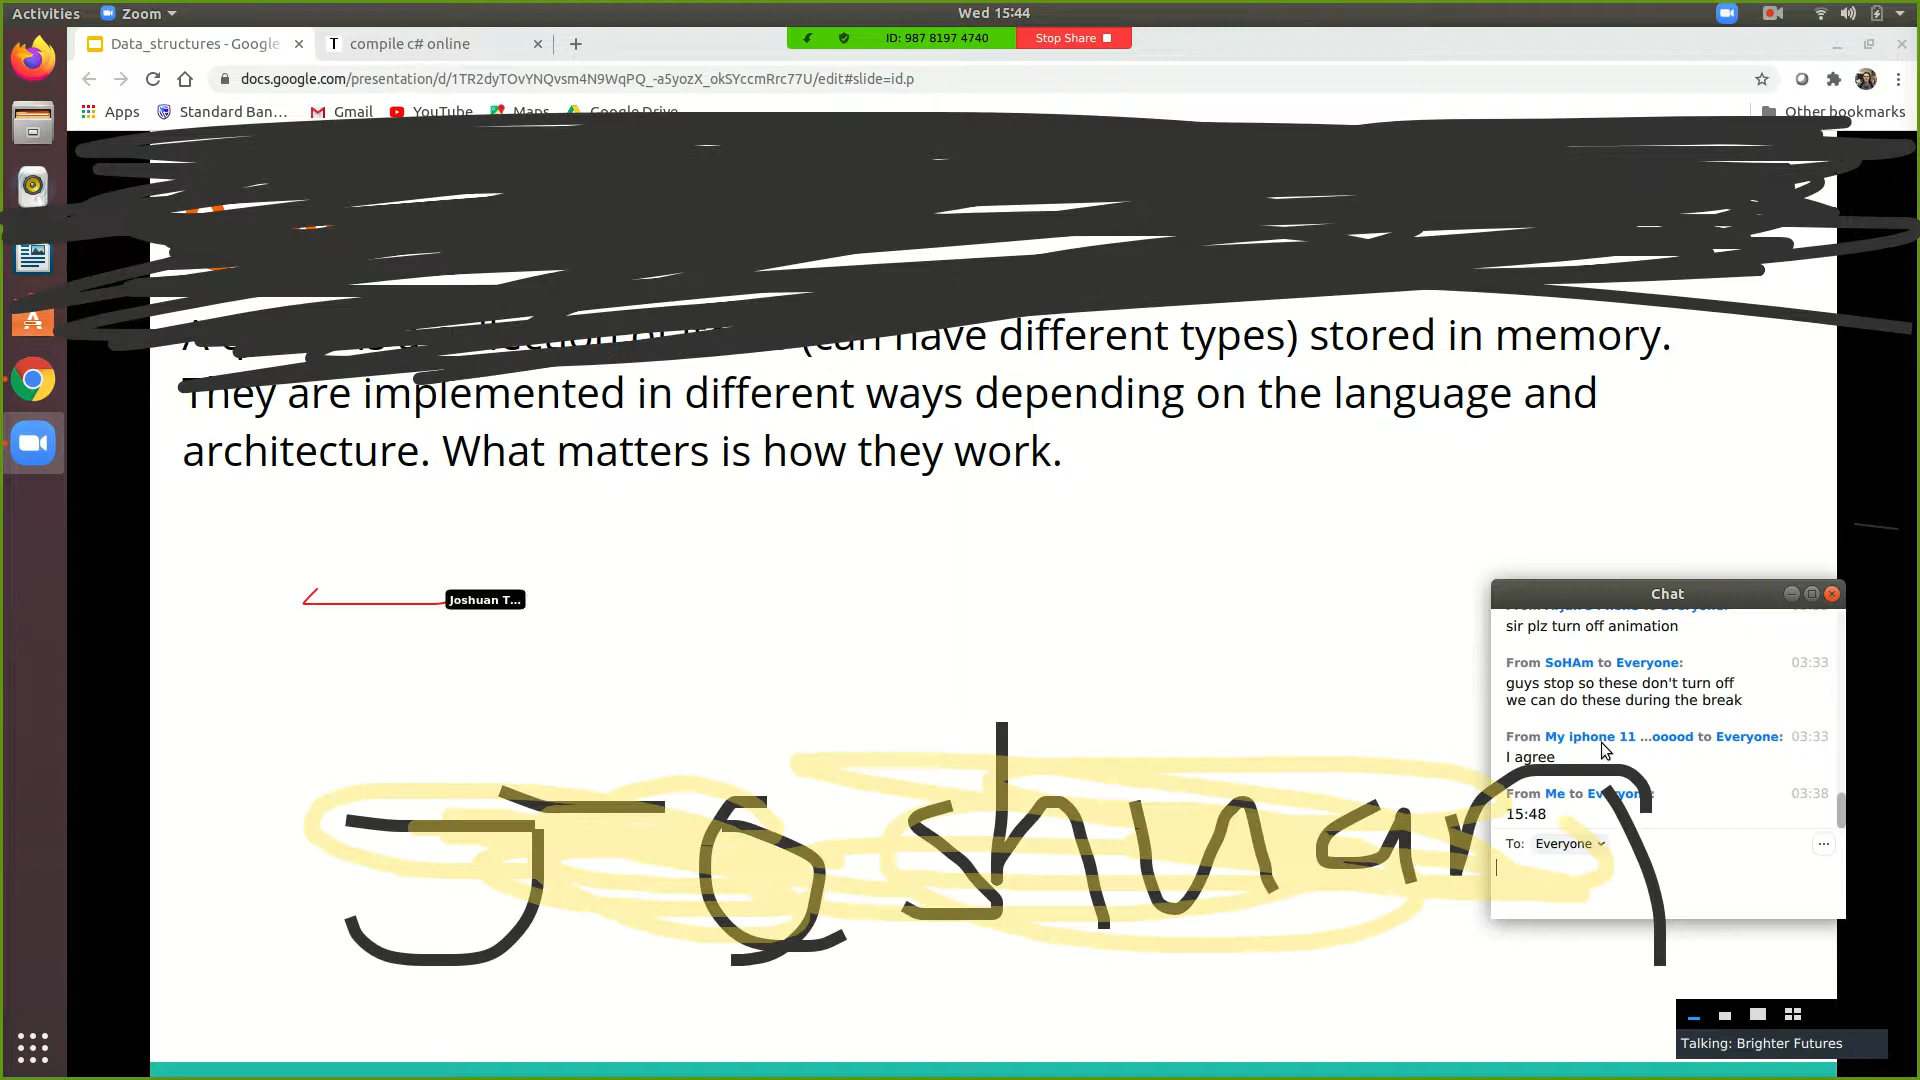 Activities Zoom Wed 15:44
Data_structures - Google compile c# online ID: 987 8197 4740 Stop Share
docs.google.com/presentation/d/1TR2dyTOvYNQvsm4N9WqPQ_-a5yozX_okSYccmRrc77U/edit#slide=id.p
Apps Standard Ban... Gmail YouTube Maps Google Drive Other bookmarks
have different types) stored in memory.
They are implemented in different ways depending on the language and
architecture. What matters is how they work.
Joshuan T...
Chat
sir plz turn off animation
From SoHAm to Everyone: 03:33
guys stop so these don't turn off
we can do these during the break
From My iphone 11 ...ooood to Everyone: 03:33
I agree
From Me to Everyone: 03:38
15:48
To: Everyone
Joshuan
Talking: Brighter Futures